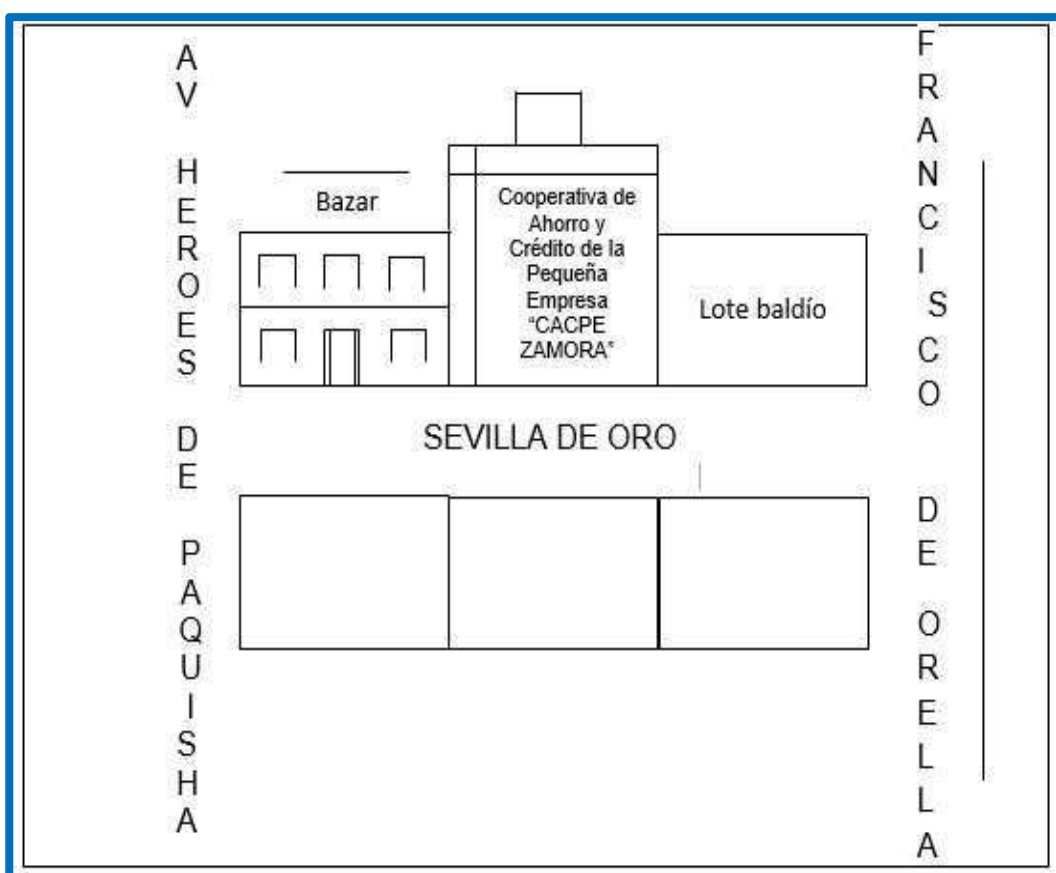 AV HEROES DE PAQUISHA
Bazar
Cooperativa de
Ahorro y
Crédito de la
Pequeña
Empresa
“CACPE
ZAMORA”
Lote baldío
SEVILLA DE ORO
FRANCISCO DE ORELLA